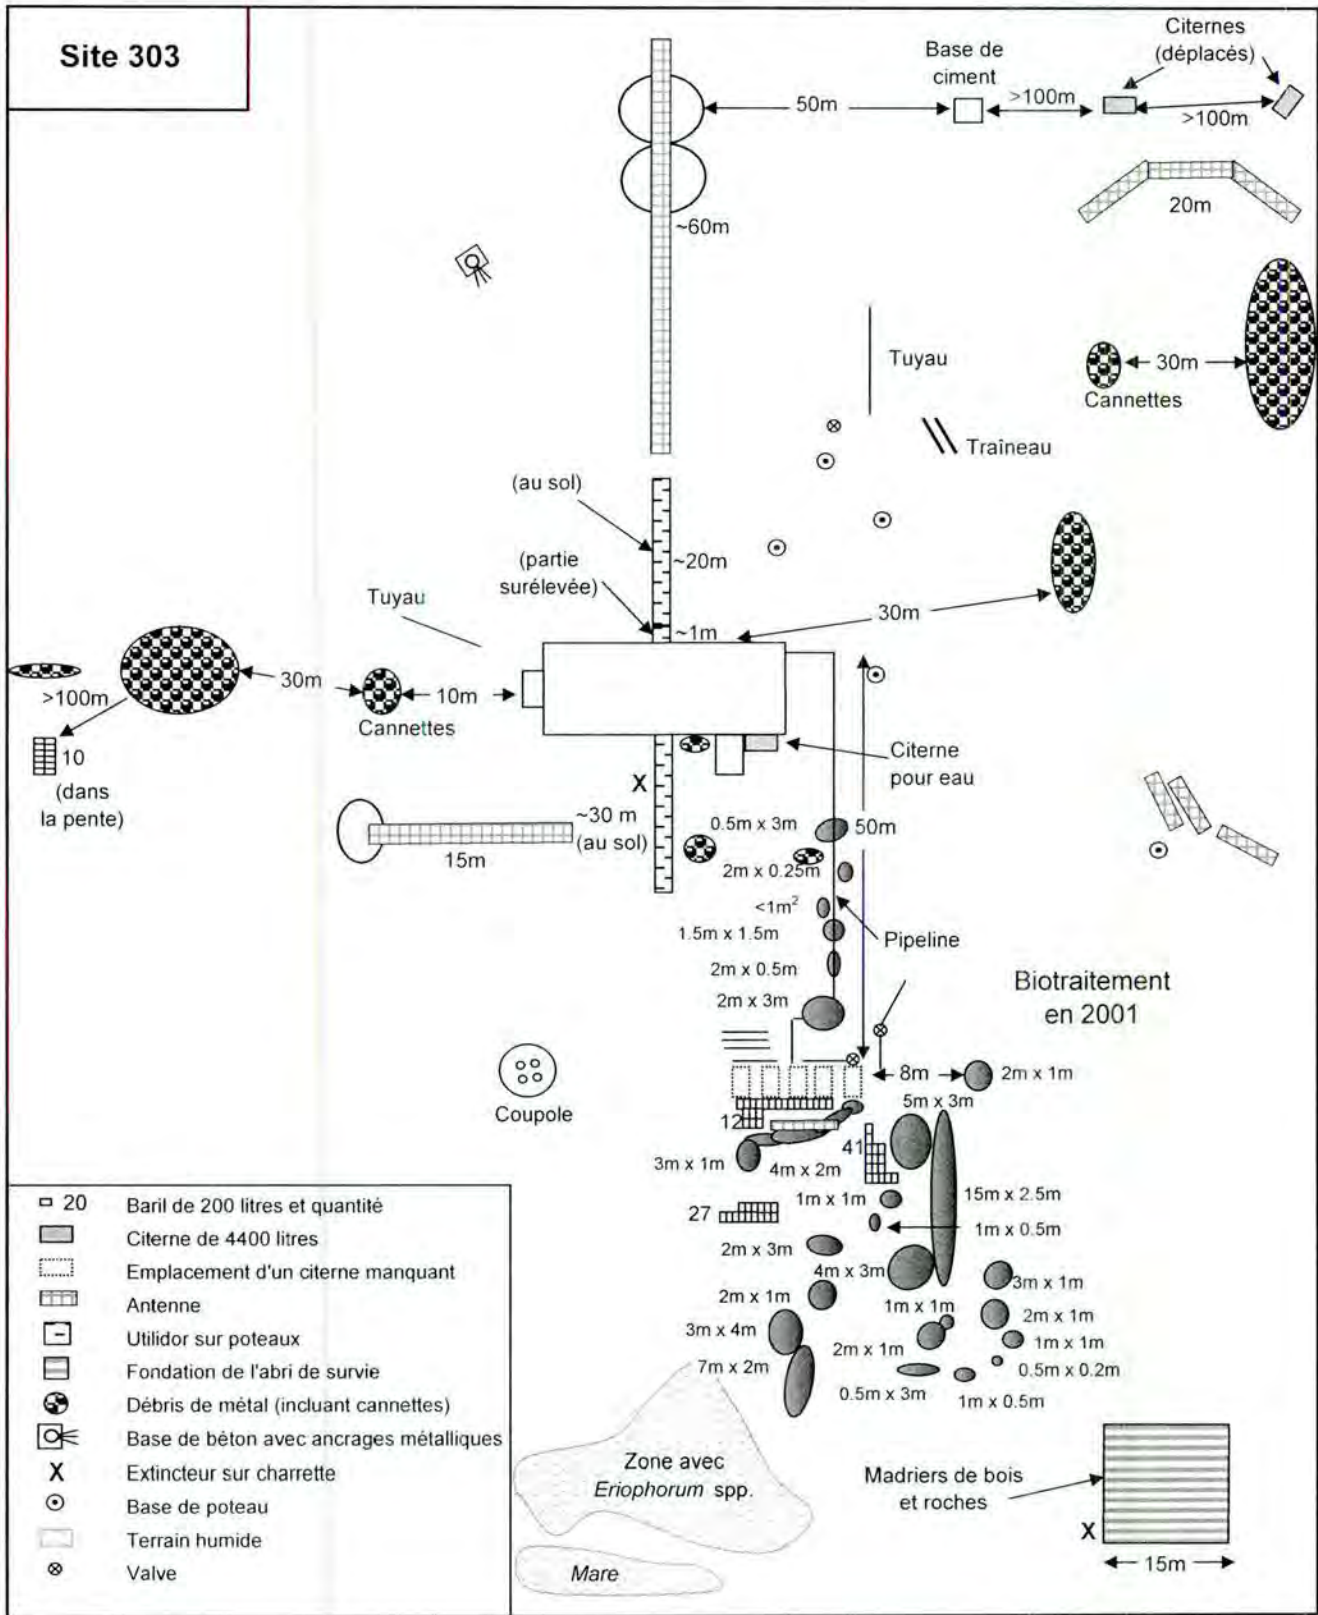 Site 303
Base de
ciment
Citernes
(déplacés)
50m
>100m
>100m
20m
~60m
Tuyau
30m
Cannettes
Traîneau
(au sol)
~20m
(partie
surélevée)
~1m
30m
Tuyau
>100m
30m
10m
Cannettes
10
(dans
la pente)
Citerne
pour eau
X
~30 m
(au sol)
15m
0.5m x 3m
50m
2m x 0.25m
<1m²
1.5m x 1.5m
Pipeline
2m x 0.5m
2m x 3m
Biotraitement
en 2001
Coupole
8m
2m x 1m
5m x 3m
12
41
3m x 1m
4m x 2m
1m x 1m
15m x 2.5m
27
1m x 0.5m
2m x 3m
4m x 3m
3m x 1m
2m x 1m
1m x 1m
2m x 1m
3m x 4m
2m x 1m
1m x 1m
7m x 2m
0.5m x 0.2m
0.5m x 3m
1m x 0.5m
Zone avec
Eriophorum spp.
Mare
Madriers de bois
et roches
X
15m
20 Baril de 200 litres et quantité
Citerne de 4400 litres
Emplacement d'un citerne manquant
Antenne
Utilidor sur poteaux
Fondation de l'abri de survie
Débris de métal (incluant cannettes)
Base de béton avec ancrages métalliques
X Extincteur sur charrette
Base de poteau
Terrain humide
Valve